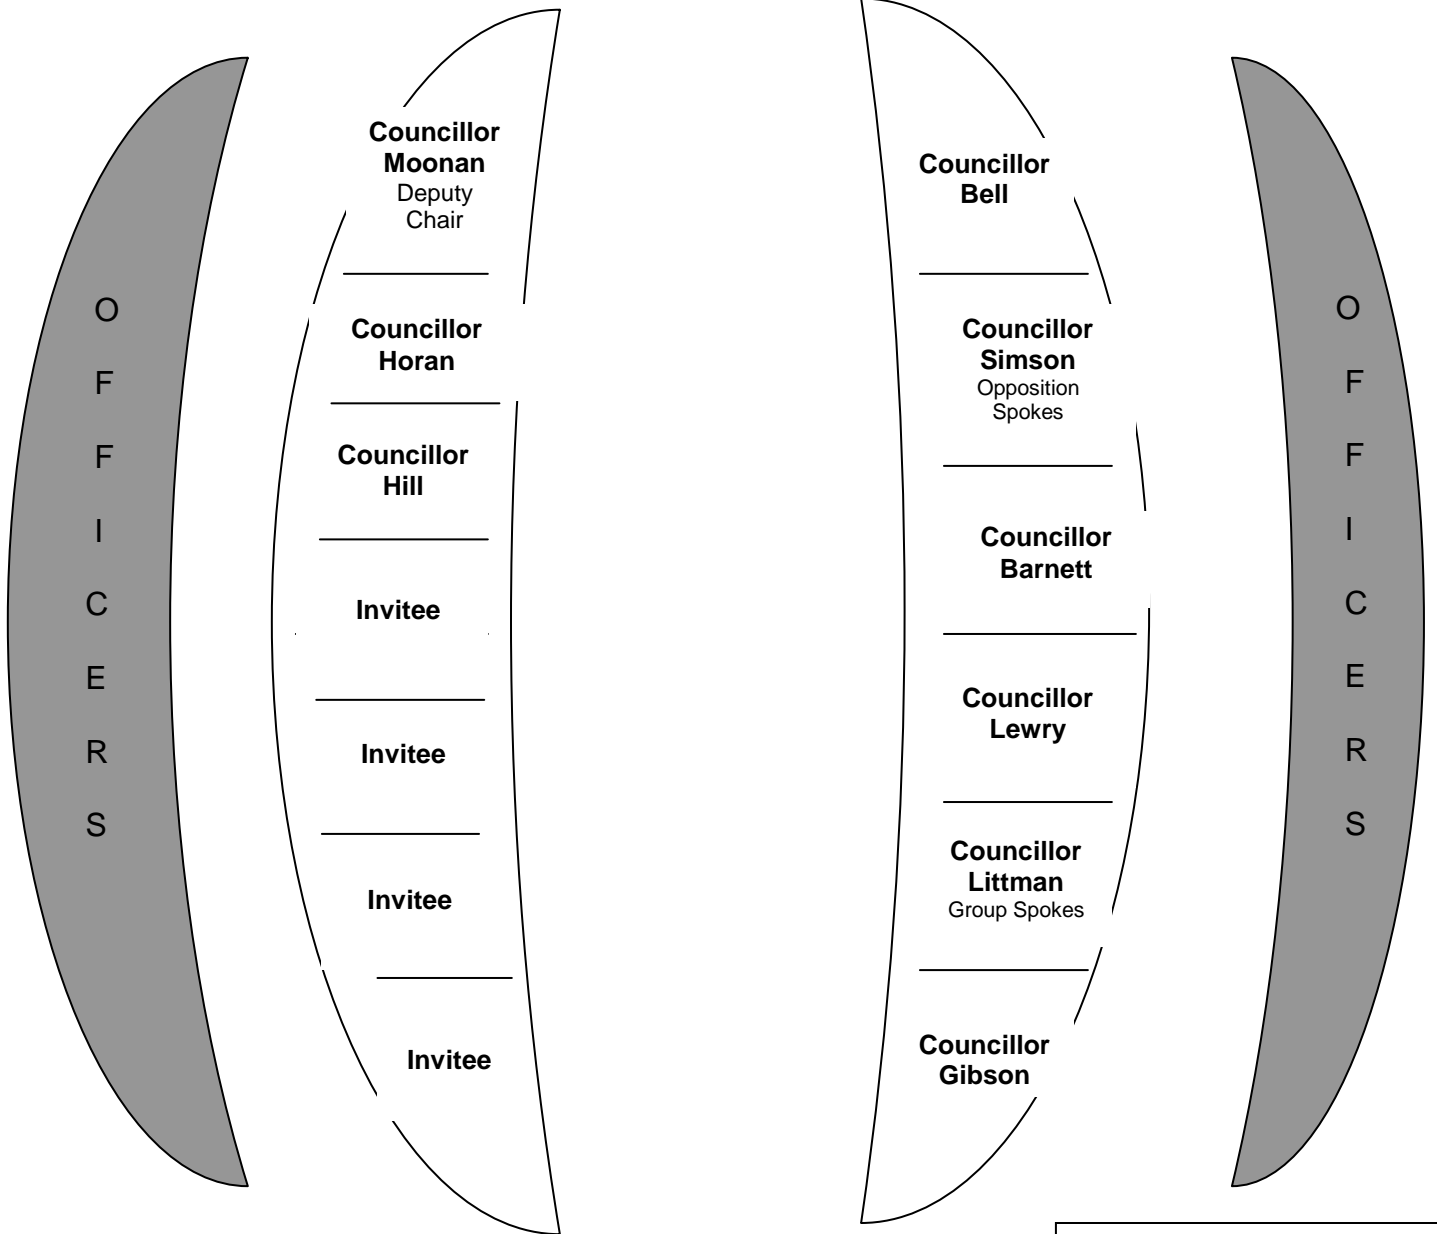 O
F
F
I
C
E
R
S
Councillor
Moonan
Deputy
Chair
Councillor
Horan
Councillor
Hill
Invitee
Invitee
Invitee
Invitee
Councillor
Bell
Councillor
Simson
Opposition
Spokes
Councillor
Barnett
Councillor
Lewry
Councillor
Littman
Group Spokes
Councillor
Gibson
O
F
F
I
C
E
R
S